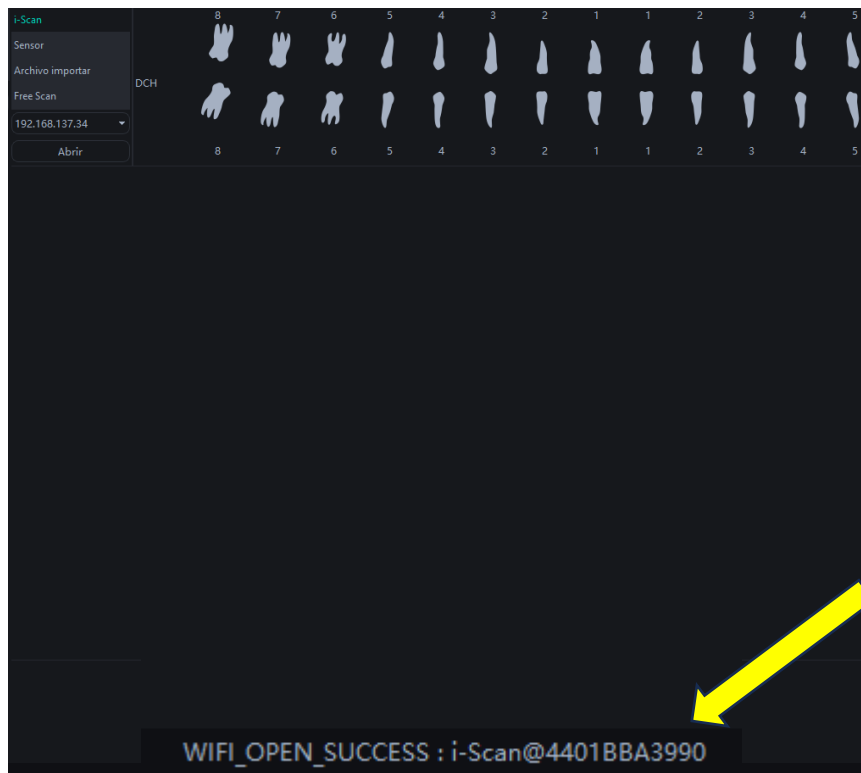 i-Scan
8 7 6 5 4 3 2 1 1 2 3 4 5
Sensor
Archivo importar
DCH
Free Scan
192.168.137.34
Abrir
8 7 6 5 4 3 2 1 1 2 3 4 5
WIFI_OPEN_SUCCESS : i-Scan@4401BBA3990